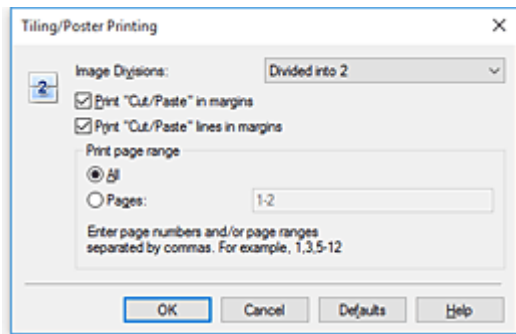 Tiling/Poster Printing
Image Divisions: Divided into 2
2
Print "Cut/Paste" in margins
Print "Cut/Paste" lines in margins
Print page range
All
Pages: 1-2
Enter page numbers and/or page ranges
separated by commas. For example, 1,3,5-12
OK Cancel Defaults Help